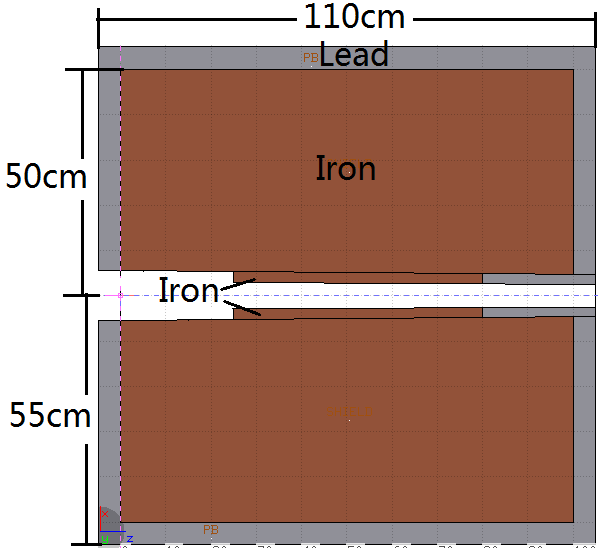 110cm
PB Lead
50cm
Iron
Iron
55cm
x
y z
PB